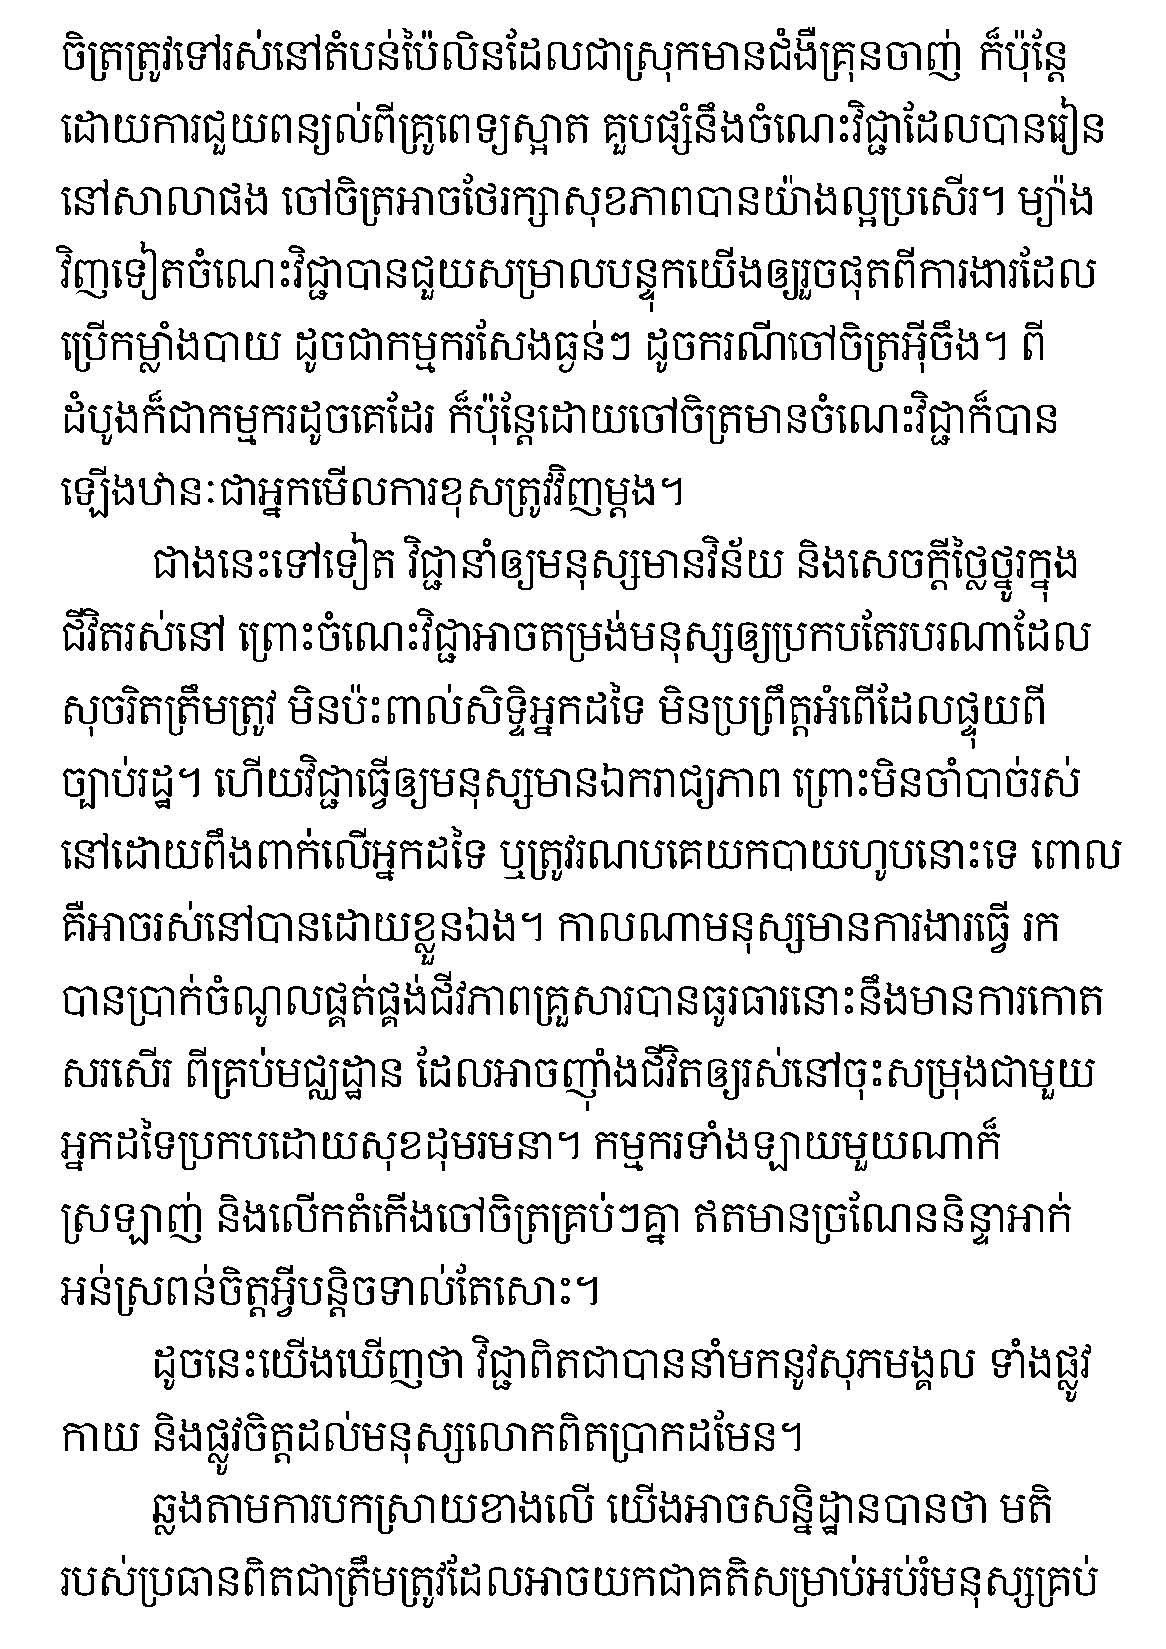 ចិត្រត្រូវទៅរស់នៅតំបន់ប៉ៃលិនដែលជាស្រុកមានជំងឺគ្រុនចាញ់ ក៏ប៉ុន្តែ
ដោយការជួយពន្យល់ពីគ្រូពេទ្យស្អាត គួបផ្សំនឹងចំណេះវិជ្ជាដែលបានរៀន
នៅសាលាផង ចៅចិត្រអាចថែរក្សាសុខភាពបានយ៉ាងល្អប្រសើរ។ ម្យ៉ាង
វិញទៀតចំណេះវិជ្ជាបានជួយសម្រាលបន្ទុកយើងឲ្យរួចផុតពីការងារដែល
ប្រើកម្លាំងបាយ ដូចជាកម្មករសែងធ្ងន់ៗ ដូចករណីចៅចិត្រអ៊ីចឹង។ ពី
ដំបូងក៏ជាកម្មករដូចគេដែរ ក៏ប៉ុន្តែដោយចៅចិត្រមានចំណេះវិជ្ជាក៏បាន
ឡើងឋានៈជាអ្នកមើលការខុសត្រូវវិញម្ដង។
ជាងនេះទៅទៀត វិជ្ជានាំឲ្យមនុស្សមានវិន័យ និងសេចក្ដីថ្លៃថ្នូរក្នុង
ជីវិតរស់នៅ ព្រោះចំណេះវិជ្ជាអាចតម្រង់មនុស្សឲ្យប្រកបតែរបរណាដែល
សុចរិតត្រឹមត្រូវ មិនប៉ះពាល់សិទ្ធិអ្នកដទៃ មិនប្រព្រឹត្តអំពើដែលផ្ទុយពី
ច្បាប់រដ្ឋ។ ហើយវិជ្ជាធ្វើឲ្យមនុស្សមានឯករាជ្យភាព ព្រោះមិនចាំបាច់រស់
នៅដោយពឹងពាក់លើអ្នកដទៃ ឬត្រូវរណបគេយកបាយហូបនោះទេ ពោល
គឺអាចរស់នៅបានដោយខ្លួនឯង។ កាលណាមនុស្សមានការងារធ្វើ រក
បានប្រាក់ចំណូលផ្គត់ផ្គង់ជីវភាពគ្រួសារបានធូរធារនោះនឹងមានការកោត
សរសើរ ពីគ្រប់មជ្ឈដ្ឋាន ដែលអាចញ៉ាំងជីវិតឲ្យរស់នៅចុះសម្រុងជាមួយ
អ្នកដទៃប្រកបដោយសុខដុមរមនា។ កម្មករទាំងឡាយមួយណាក៏
ស្រឡាញ់ និងលើកតំកើងចៅចិត្រគ្រប់ៗគ្នា ឥតមានច្រណែននិន្ទាអាក់
អន់ស្រពន់ចិត្តអ្វីបន្តិចទាល់តែសោះ។
ដូចនេះយើងឃើញថា វិជ្ជាពិតជាបាននាំមកនូវសុភមង្គល ទាំងផ្លូវ
កាយ និងផ្លូវចិត្តដល់មនុស្សលោកពិតប្រាកដមែន។
ឆ្លងតាមការបកស្រាយខាងលើ យើងអាចសន្និដ្ឋានបានថា មតិ
របស់ប្រធានពិតជាត្រឹមត្រូវដែលអាចយកជាគតិសម្រាប់អប់រំមនុស្សគ្រប់